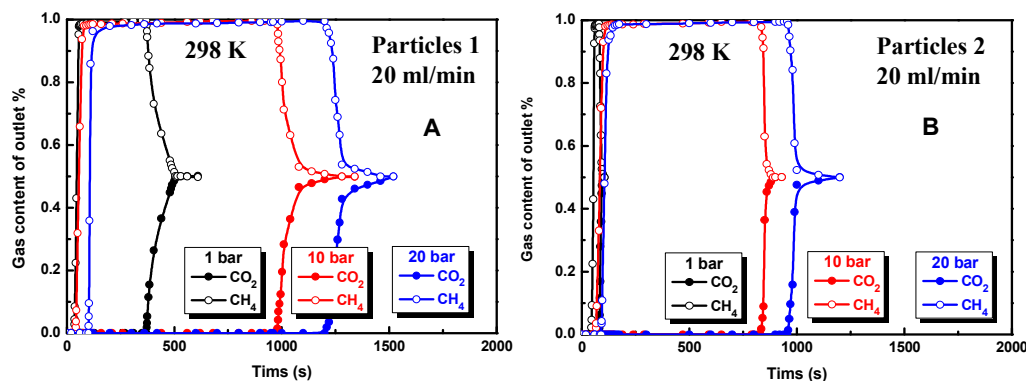 Gas content of outlet %
1.0
0.8
0.6
0.4
0.2
0.0
298 K
Particles 1
20 ml/min
A
1 bar
CO2
CH4
10 bar
CO2
CH4
20 bar
CO2
CH4
0
500
1000
1500
2000
Tims (s)
Gas content of outlet %
1.0
0.8
0.6
0.4
0.2
0.0
298 K
Particles 2
20 ml/min
B
1 bar
CO2
CH4
10 bar
CO2
CH4
20 bar
CO2
CH4
0
500
1000
1500
2000
Tims (s)